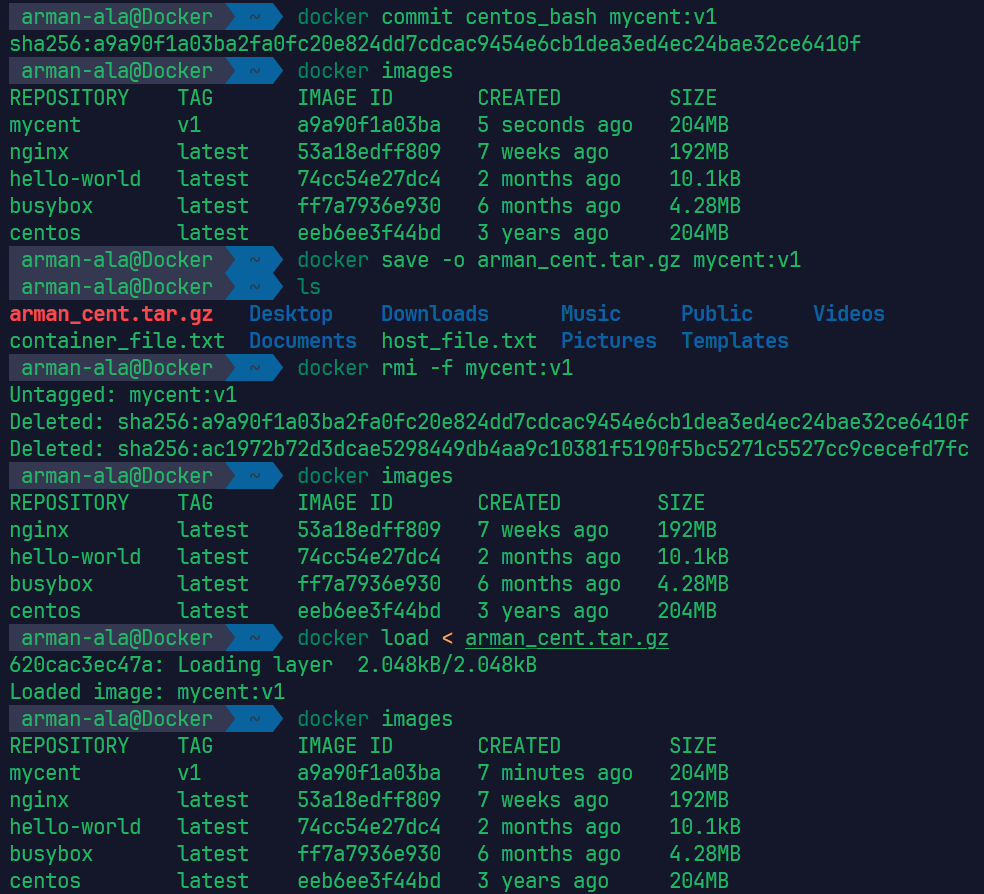 arman-ala@Docker ~ docker commit centos_bash mycent:v1
sha256:a9a90f1a03ba2fa0fc20e824dd7cdcac9454e6cb1dea3ed4ec24bae32ce6410f
arman-ala@Docker ~ docker images
REPOSITORY TAG IMAGE ID CREATED SIZE
mycent v1 a9a90f1a03ba 5 seconds ago 204MB
nginx latest 53a18edff809 7 weeks ago 192MB
hello-world latest 74cc54e27dc4 2 months ago 10.1kB
busybox latest ff7a7936e930 6 months ago 4.28MB
centos latest eeb6ee3f44bd 3 years ago 204MB
arman-ala@Docker ~ docker save -o arman_cent.tar.gz mycent:v1
arman-ala@Docker ~ ls
arman_cent.tar.gz Desktop Downloads Music Public Videos
container_file.txt Documents host_file.txt Pictures Templates
arman-ala@Docker ~ docker rmi -f mycent:v1
Untagged: mycent:v1
Deleted: sha256:a9a90f1a03ba2fa0fc20e824dd7cdcac9454e6cb1dea3ed4ec24bae32ce6410f
Deleted: sha256:ac1972b72d3dcae5298449db4aa9c10381f5190f5bc5271c5527cc9cecefd7fc
arman-ala@Docker ~ docker images
REPOSITORY TAG IMAGE ID CREATED SIZE
nginx latest 53a18edff809 7 weeks ago 192MB
hello-world latest 74cc54e27dc4 2 months ago 10.1kB
busybox latest ff7a7936e930 6 months ago 4.28MB
centos latest eeb6ee3f44bd 3 years ago 204MB
arman-ala@Docker ~ docker load < arman_cent.tar.gz
620cac3ec47a: Loading layer 2.048kB/2.048kB
Loaded image: mycent:v1
arman-ala@Docker ~ docker images
REPOSITORY TAG IMAGE ID CREATED SIZE
mycent v1 a9a90f1a03ba 7 minutes ago 204MB
nginx latest 53a18edff809 7 weeks ago 192MB
hello-world latest 74cc54e27dc4 2 months ago 10.1kB
busybox latest ff7a7936e930 6 months ago 4.28MB
centos latest eeb6ee3f44bd 3 years ago 204MB